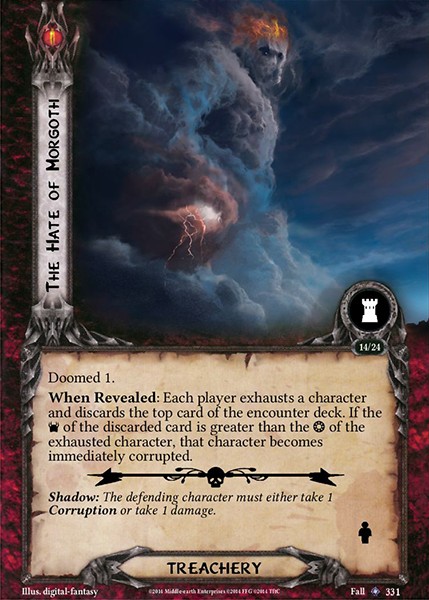 The Hate of Morgoth
14/24
Doomed 1.
When Revealed: Each player exhausts a character
and discards the top card of the encounter deck. If the
of the discarded card is greater than the of the
exhausted character, that character becomes
immediately corrupted.
Shadow: The defending character must either take 1
Corruption or take 1 damage.
TREACHERY
Illus. digital-fantasy
©2014 Middle-earth Enterprises ©2014 FFG ©2014 THC
Fall 331